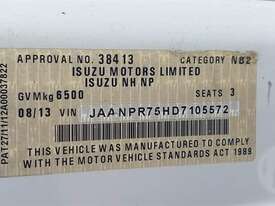 APPROVAL NO. 38413 CATEGORY NB2
ISUZU MOTORS LIMITED
ISUZU NH NP
GVMkg 6500 SEATS 3
08/13 VIN JAANPR75HD7105572
THIS VEHICLE WAS MANUFACTURED TO COMPLY
WITH THE MOTOR VEHICLE STANDARDS ACT 1989
PAT27/11/12A00037822